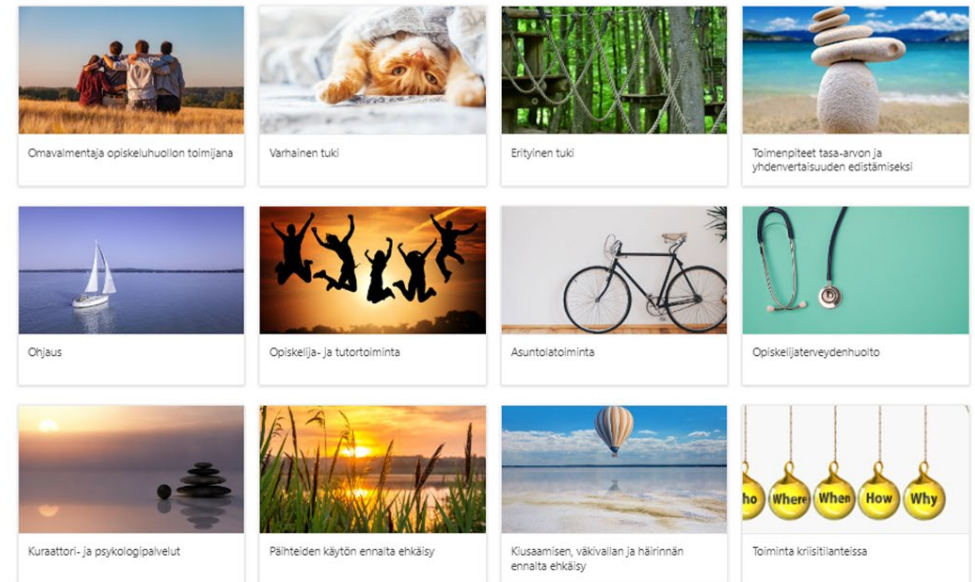 Omavalmentaja opiskeluhuollon toimijana
Varhainen tuki
Erityinen tuki
Toimenpiteet tasa-arvon ja
yhdenvertaisuuden edistämiseksi
Ohjaus
Opiskelija- ja tutortoiminta
Asuntolatoiminta
Opiskelijaterveydenhuolto
ho
Where
When
How
Why
Kuraattori- ja psykologipalvelut
Päihteiden käytön ennalta ehkäisy
Kiusaamisen, väkivallan ja häirinnän
ennalta ehkäisy
Toiminta kriisitilanteissa